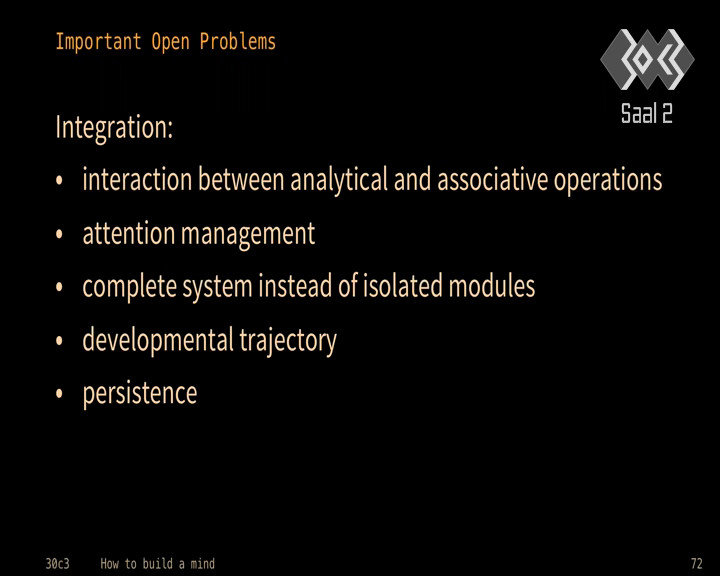 Important Open Problems
30c3
Saal 2
Integration:
• interaction between analytical and associative operations
• attention management
• complete system instead of isolated modules
• developmental trajectory
• persistence
30c3 How to build a mind 72